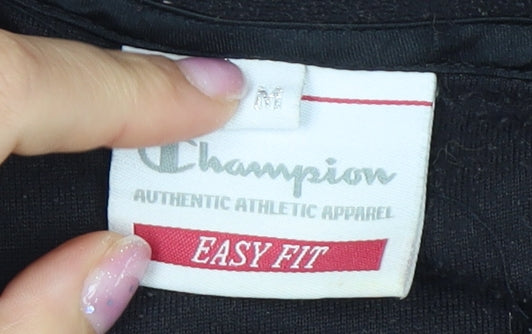 M
Champion
AUTHENTIC ATHLETIC APPAREL
EASY FIT